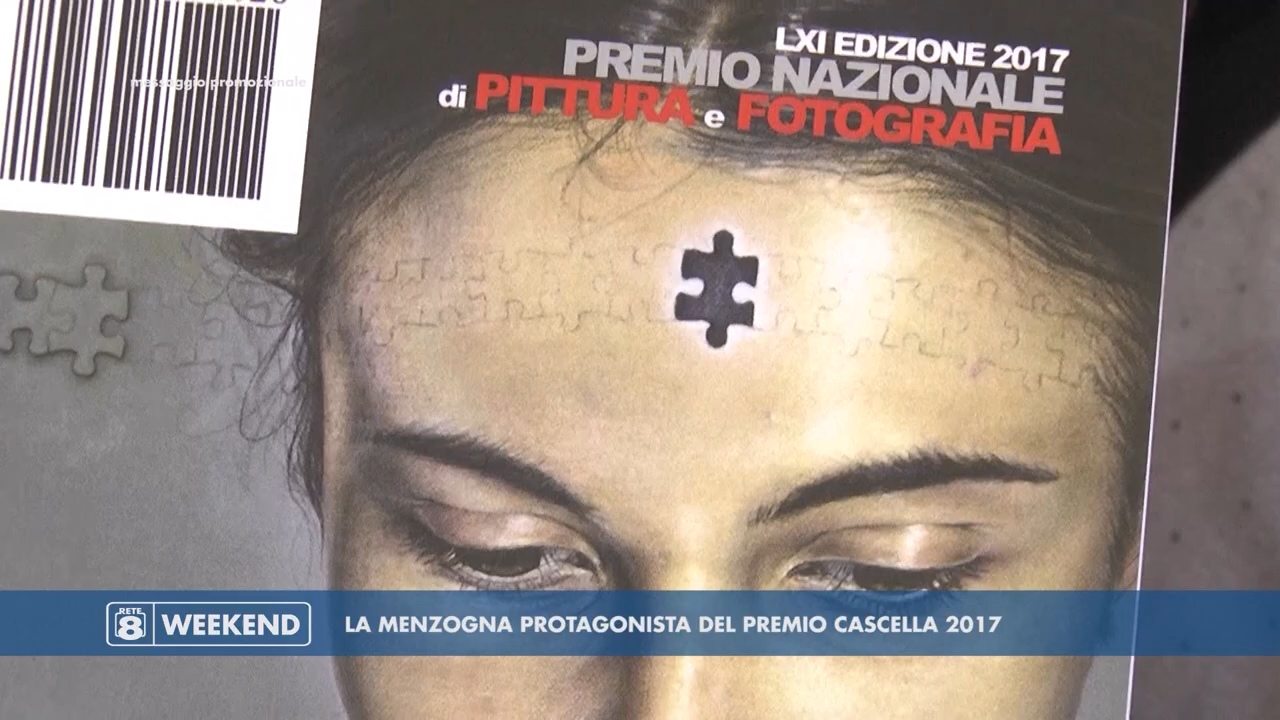 LXI EDIZIONE 2017
PREMIO NAZIONALE
di PITTURA e FOTOGRAFIA
messaggio promozionale
RETE 8 WEEKEND
LA MENZOGNA PROTAGONISTA DEL PREMIO CASCELLA 2017